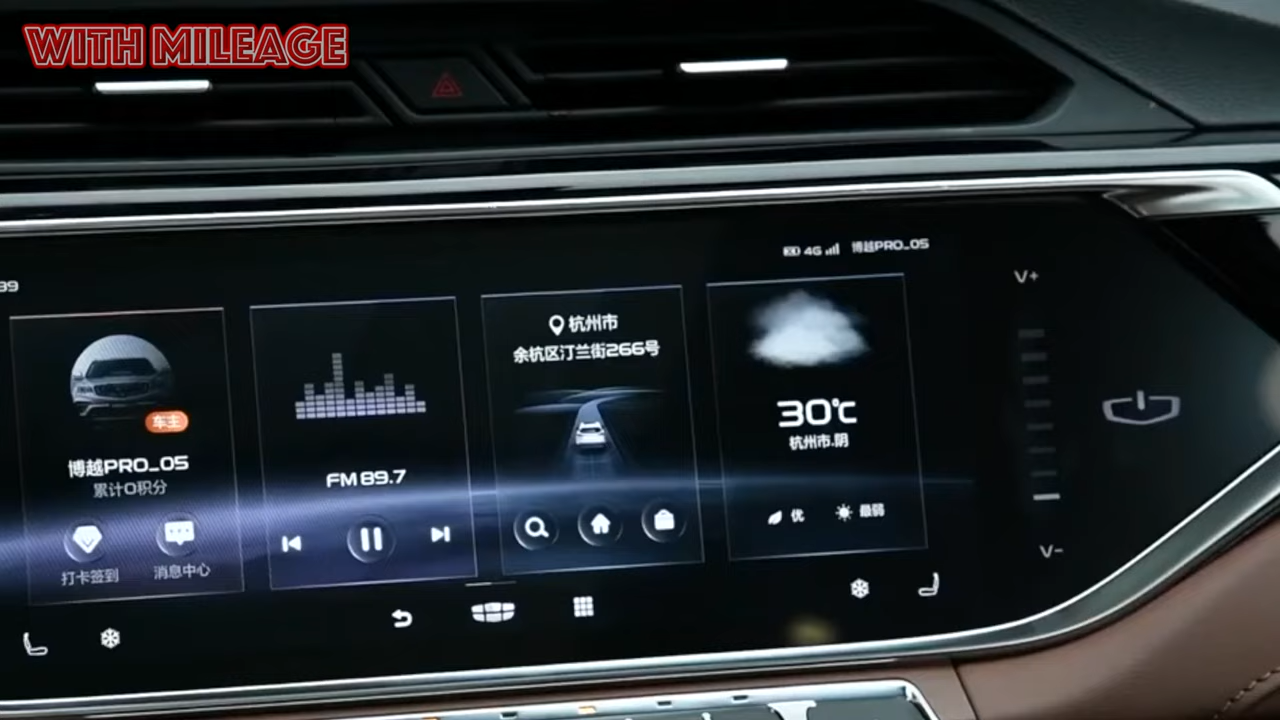 WITH MILEAGE
39
4G
博越PRO_05
V+
车主
博越PRO_05
累计0积分
打卡签到
消息中心
FM 89.7
杭州市
余杭区汀兰街266号
30℃
杭州市.阴
优
最弱
V-